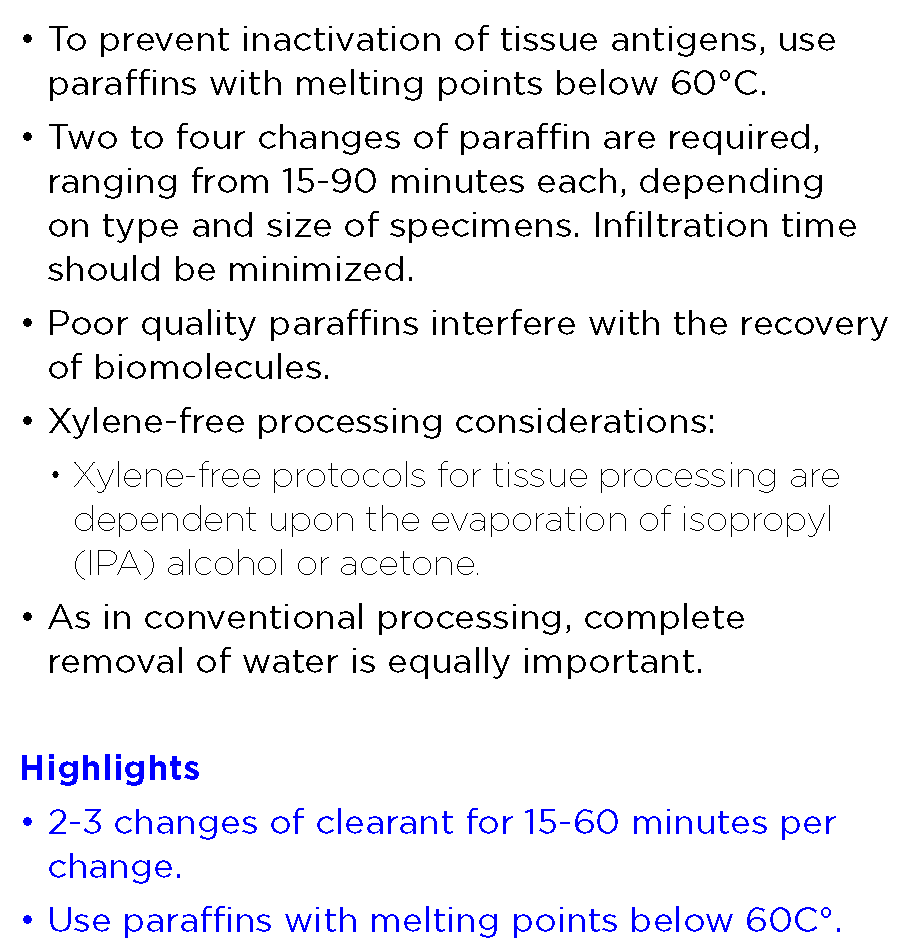 • To prevent inactivation of tissue antigens, use
paraffins with melting points below 60°C.
• Two to four changes of paraffin are required,
ranging from 15-90 minutes each, depending
on type and size of specimens. Infiltration time
should be minimized.
• Poor quality paraffins interfere with the recovery
of biomolecules.
• Xylene-free processing considerations:
• Xylene-free protocols for tissue processing are
dependent upon the evaporation of isopropyl
(IPA) alcohol or acetone.
• As in conventional processing, complete
removal of water is equally important.
Highlights
• 2-3 changes of clearant for 15-60 minutes per
change.
• Use paraffins with melting points below 60C°.